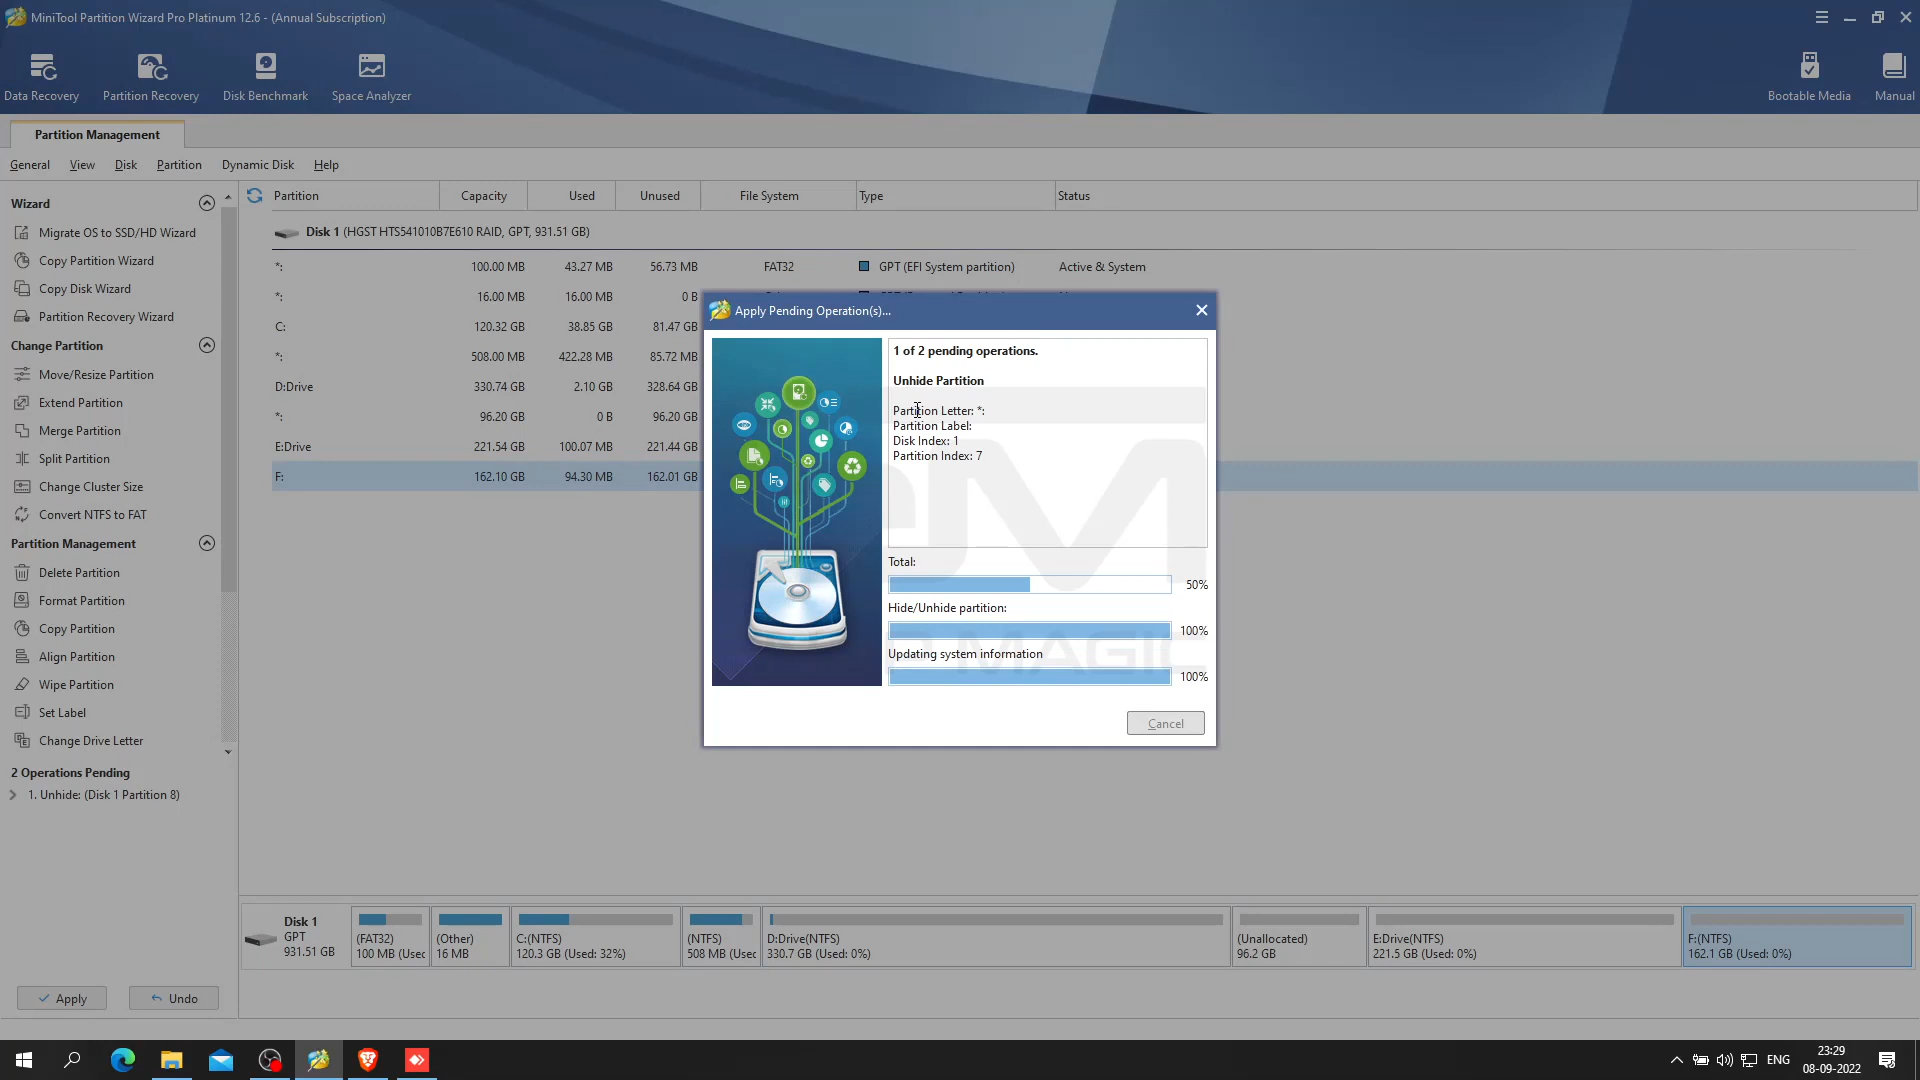 MiniTool Partition Wizard Pro Platinum 12.6 - (Annual Subscription)
Data Recovery
Partition Recovery
Disk Benchmark
Space Analyzer
Bootable Media
Manual
Partition Management
General View Disk Partition Dynamic Disk Help
Wizard
Migrate OS to SSD/HD Wizard
Copy Partition Wizard
Copy Disk Wizard
Partition Recovery Wizard
Change Partition
Move/Resize Partition
Extend Partition
Merge Partition
Split Partition
Change Cluster Size
Convert NTFS to FAT
Partition Management
Delete Partition
Format Partition
Copy Partition
Align Partition
Wipe Partition
Set Label
Change Drive Letter
2 Operations Pending
1. Unhide: (Disk 1 Partition 8)
Apply
Undo
Partition Capacity Used Unused File System Type Status
Disk 1 (HGST HTS541010B7E610 RAID, GPT, 931.51 GB)
*: 100.00 MB 43.27 MB 56.73 MB FAT32 GPT (EFI System partition) Active & System
*: 16.00 MB 16.00 MB 0 B
C: 120.32 GB 38.85 GB 81.47 GB
*: 508.00 MB 422.28 MB 85.72 MB
D:Drive 330.74 GB 2.10 GB 328.64 GB
*: 96.20 GB 0 B 96.20 GB
E:Drive 221.54 GB 100.07 MB 221.44 GB
F: 162.10 GB 94.30 MB 162.01 GB
Apply Pending Operation(s)...
1 of 2 pending operations.
Unhide Partition
Partition Letter: *:
Partition Label:
Disk Index: 1
Partition Index: 7
Total:
50%
Hide/Unhide partition:
100%
Updating system information
100%
Cancel
MAGIC
Disk 1
GPT
931.51 GB
(FAT32)
100 MB (Usec
(Other)
16 MB
C:(NTFS)
120.3 GB (Used: 32%)
(NTFS)
508 MB (Usec
D:Drive(NTFS)
330.7 GB (Used: 0%)
(Unallocated)
96.2 GB
E:Drive(NTFS)
221.5 GB (Used: 0%)
F:(NTFS)
162.1 GB (Used: 0%)
ENG
23:29
08-09-2022